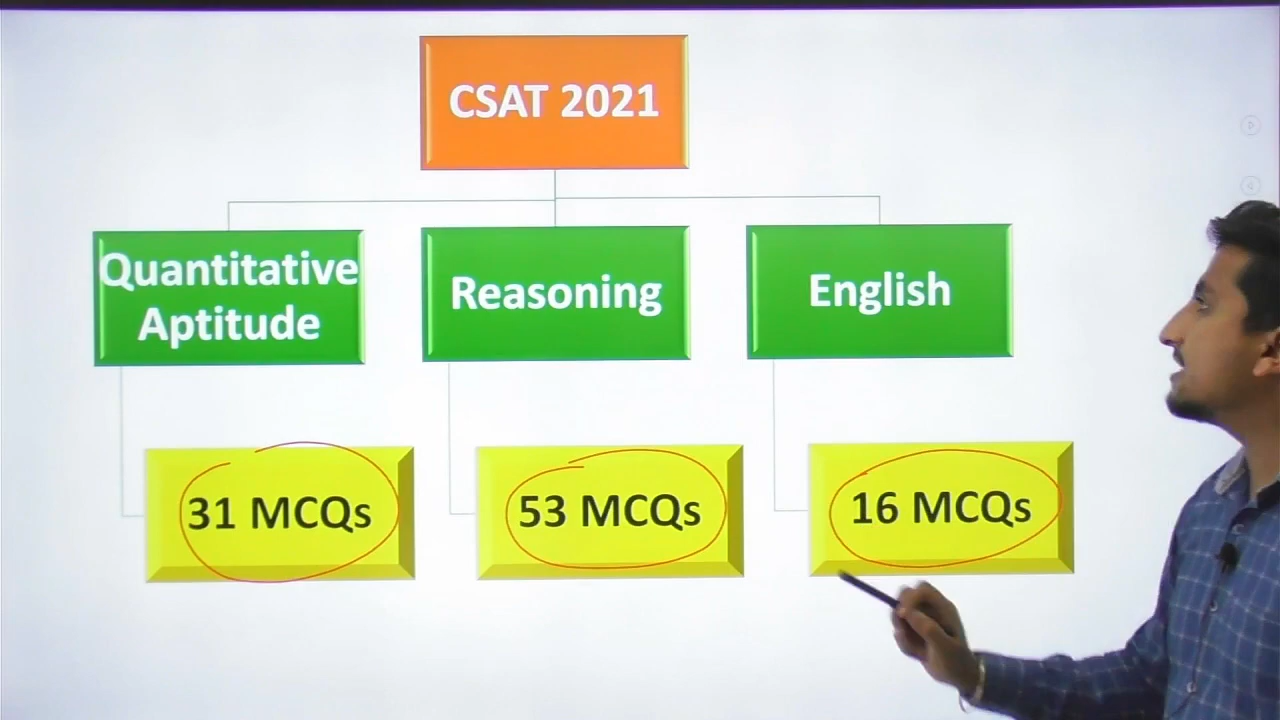 CSAT 2021
Quantitative
Aptitude
Reasoning
English
31 MCQs
53 MCQs
16 MCQs